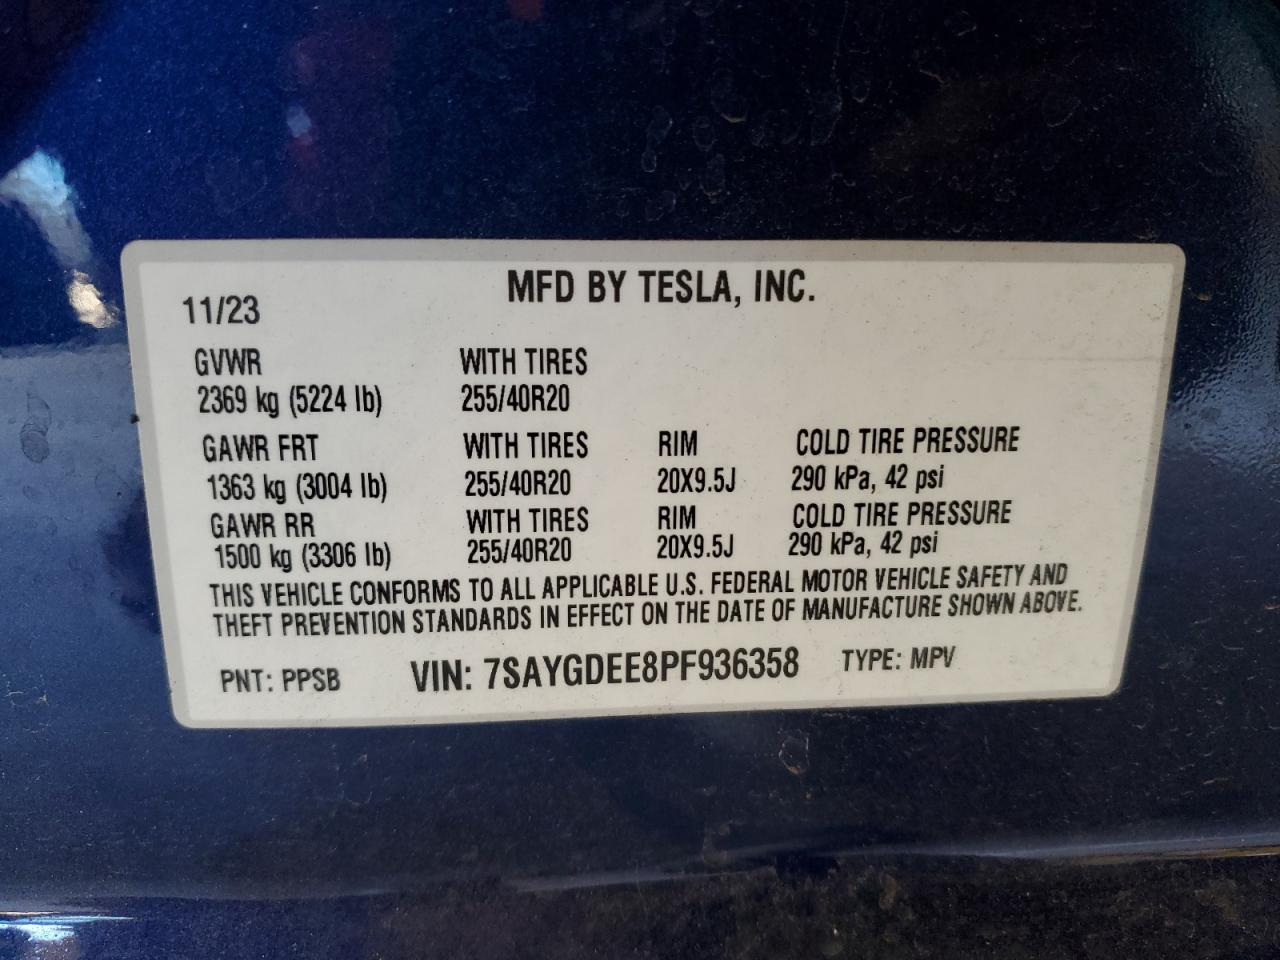 MFD BY TESLA, INC.
11/23
GVWR WITH TIRES
2369 kg (5224 lb) 255/40R20
GAWR FRT WITH TIRES RIM COLD TIRE PRESSURE
1363 kg (3004 lb) 255/40R20 20X9.5J 290 kPa, 42 psi
GAWR RR WITH TIRES RIM COLD TIRE PRESSURE
1500 kg (3306 lb) 255/40R20 20X9.5J 290 kPa, 42 psi
THIS VEHICLE CONFORMS TO ALL APPLICABLE U.S. FEDERAL MOTOR VEHICLE SAFETY AND
THEFT PREVENTION STANDARDS IN EFFECT ON THE DATE OF MANUFACTURE SHOWN ABOVE.
PNT: PPSB VIN: 7SAYGDEE8PF936358 TYPE: MPV